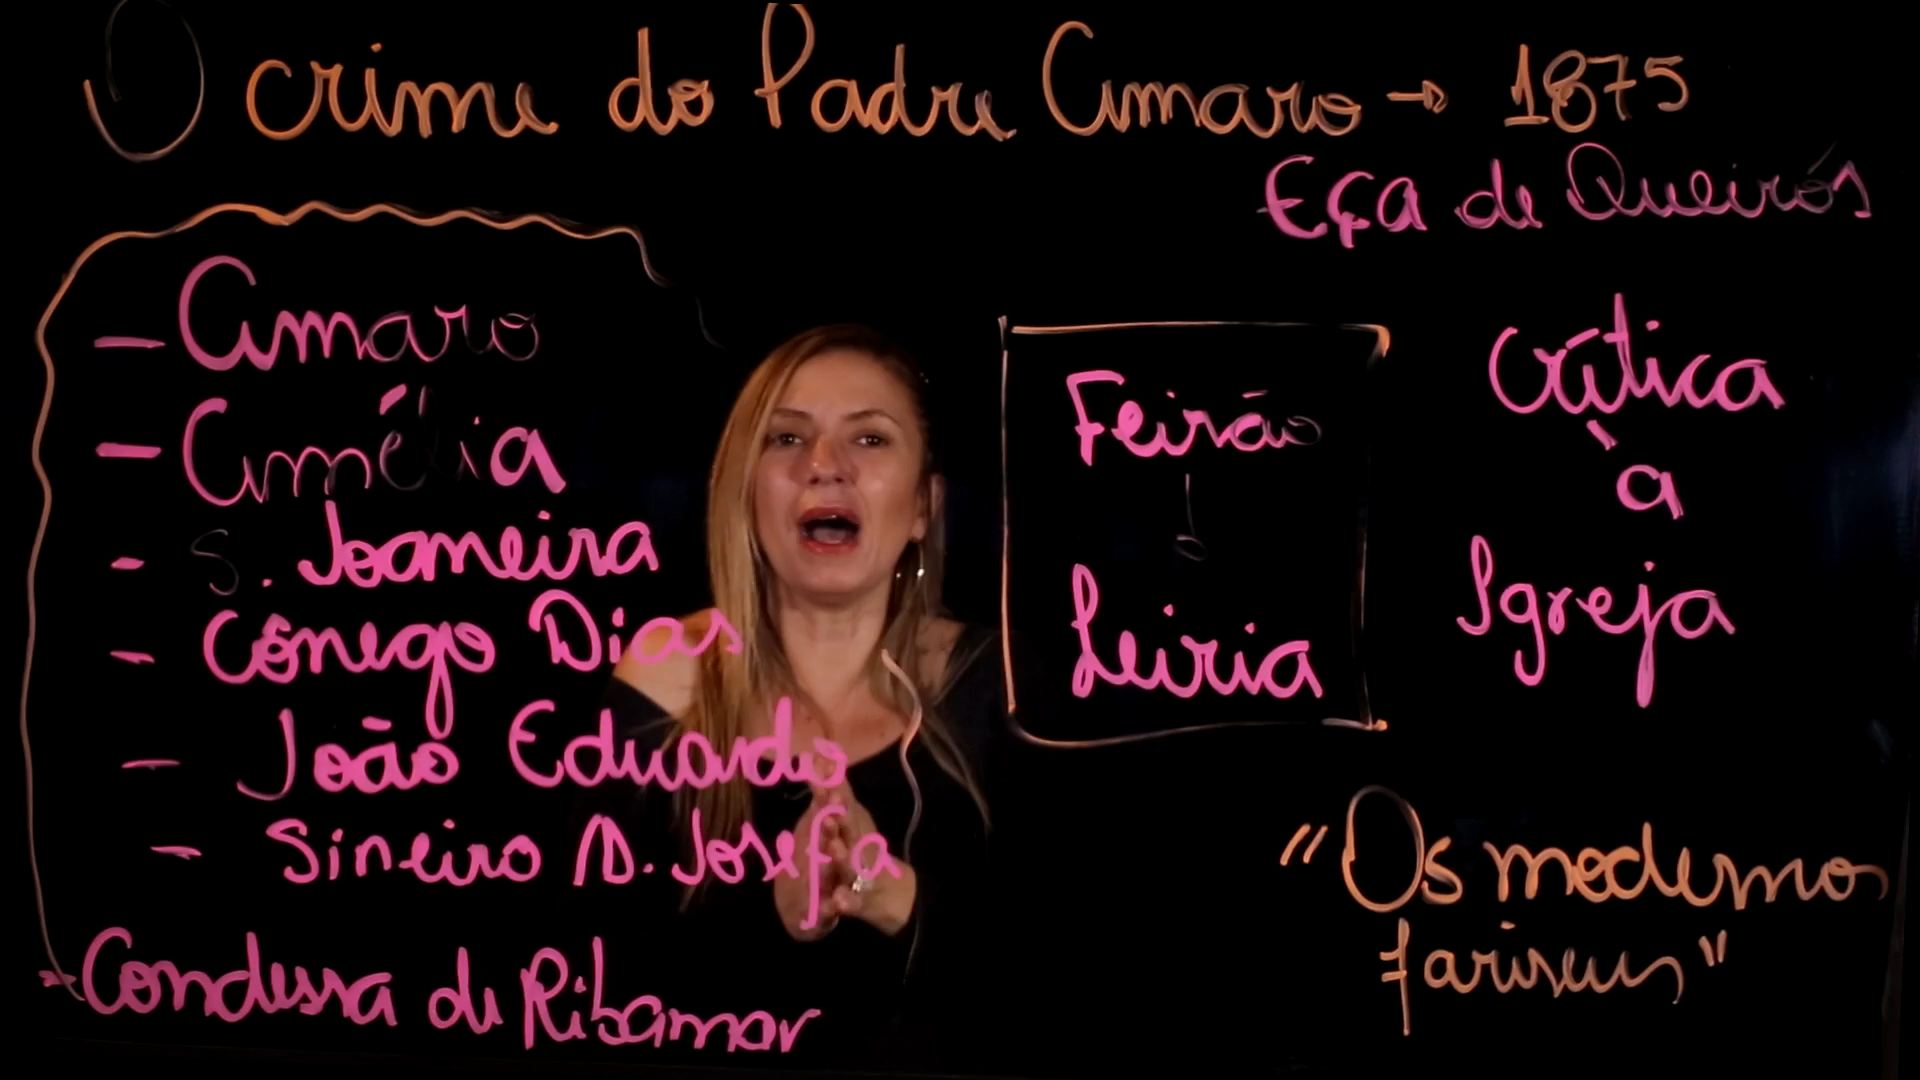 O crime do Padre Amaro → 1875
Eça de Queirós
- Amaro
- Amélia
- S. Joaneira
- Cônego Dias
- João Eduardo
- Sineiro D. Josefa
- Condessa de Ribamar
Feirão
Leiria
Crítica
à
Igreja
"Os modernos
fariseus"